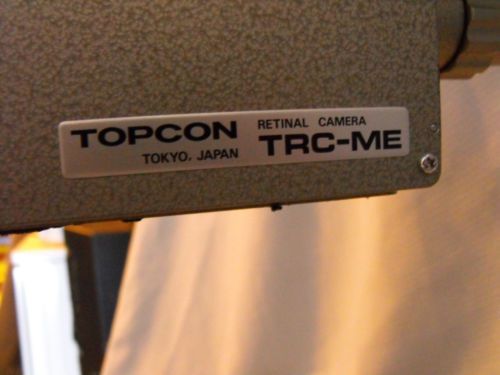 TOPCON RETINAL CAMERA
TOKYO, JAPAN TRC-ME